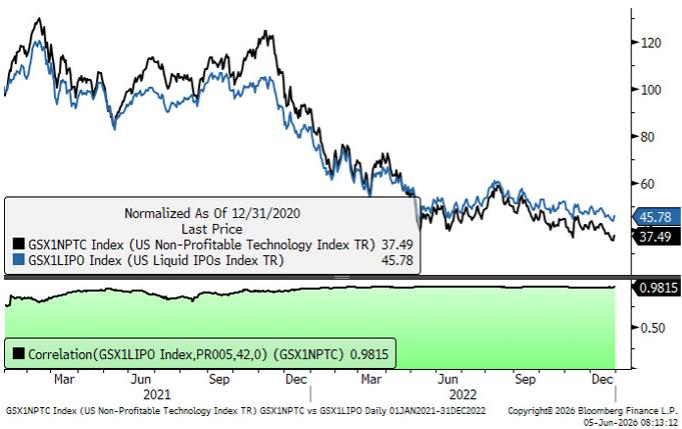 120
100
80
60
45.78
37.49
Normalized As Of 12/31/2020
Last Price
GSX1NPTC Index (US Non-Profitable Technology Index TR) 37.49
GSX1LIPO Index (US Liquid IPOs Index TR) 45.78
0.9815
0.50
Correlation(GSX1LIPO Index,PR005,42,0) (GSX1NPTC) 0.9815
Mar Jun Sep Dec Mar Jun Sep Dec
2021 2022
GSX1NPTC Index (US Non-Profitable Technology Index TR) GSX1NPTC vs GSX1LIPO Daily 01JAN2021-31DEC2022 Copyright© 2026 Bloomberg Finance L.P.
05-Jun-2026 08:13:12